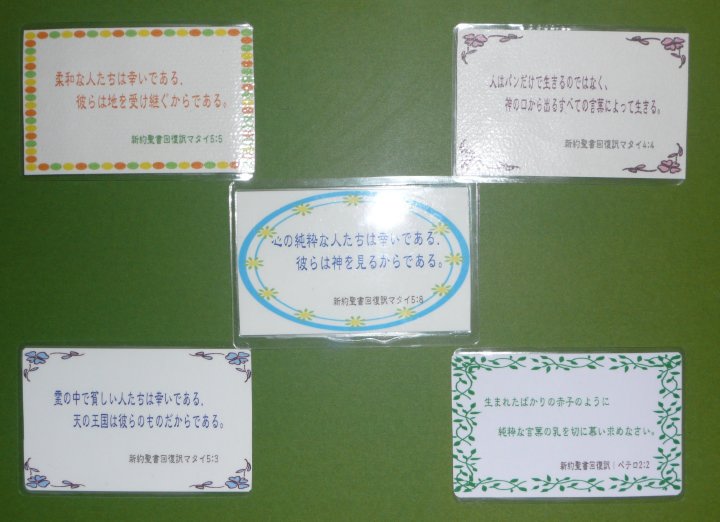 柔和な人たちは幸いである．
彼らは地を受け継ぐからである。
新約聖書回復訳マタイ5:5
人はパンだけで生きるのではなく、
神の口から出るすべての言葉によって生きる。
新約聖書回復訳マタイ4:4
心の純粋な人たちは幸いである．
彼らは神を見るからである。
新約聖書回復訳マタイ5:8
霊の中で貧しい人たちは幸いである．
天の王国は彼らのものだからである。
新約聖書回復訳マタイ5:3
生まれたばかりの赤子のように
純粋な言葉の乳を切に慕い求めなさい。
新約聖書回復訳Ⅰペテロ2:2